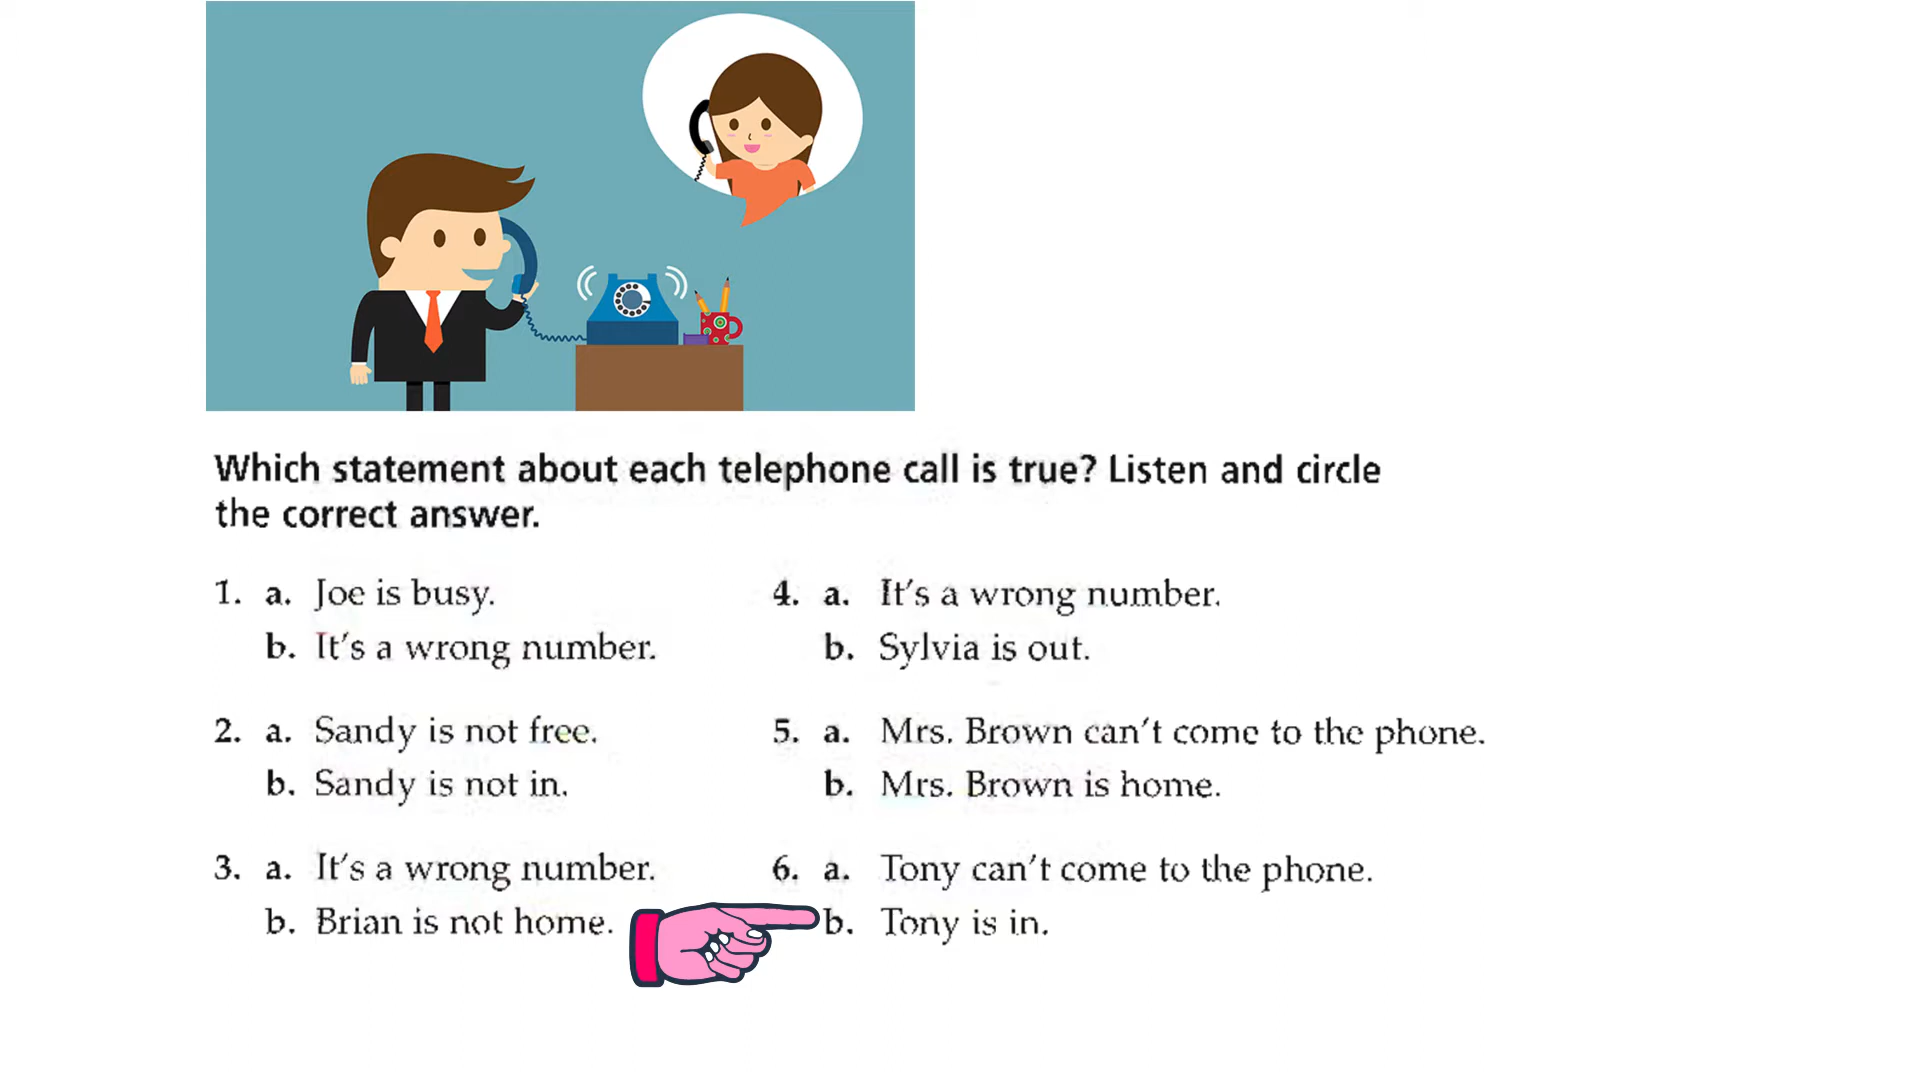 Which statement about each telephone call is true? Listen and circle
the correct answer.
1. a. Joe is busy.
b. It's a wrong number.
2. a. Sandy is not free.
b. Sandy is not in.
3. a. It's a wrong number.
b. Brian is not home.
4. a. It's a wrong number.
b. Sylvia is out.
5. a. Mrs. Brown can't come to the phone.
b. Mrs. Brown is home.
6. a. Tony can't come to the phone.
b. Tony is in.